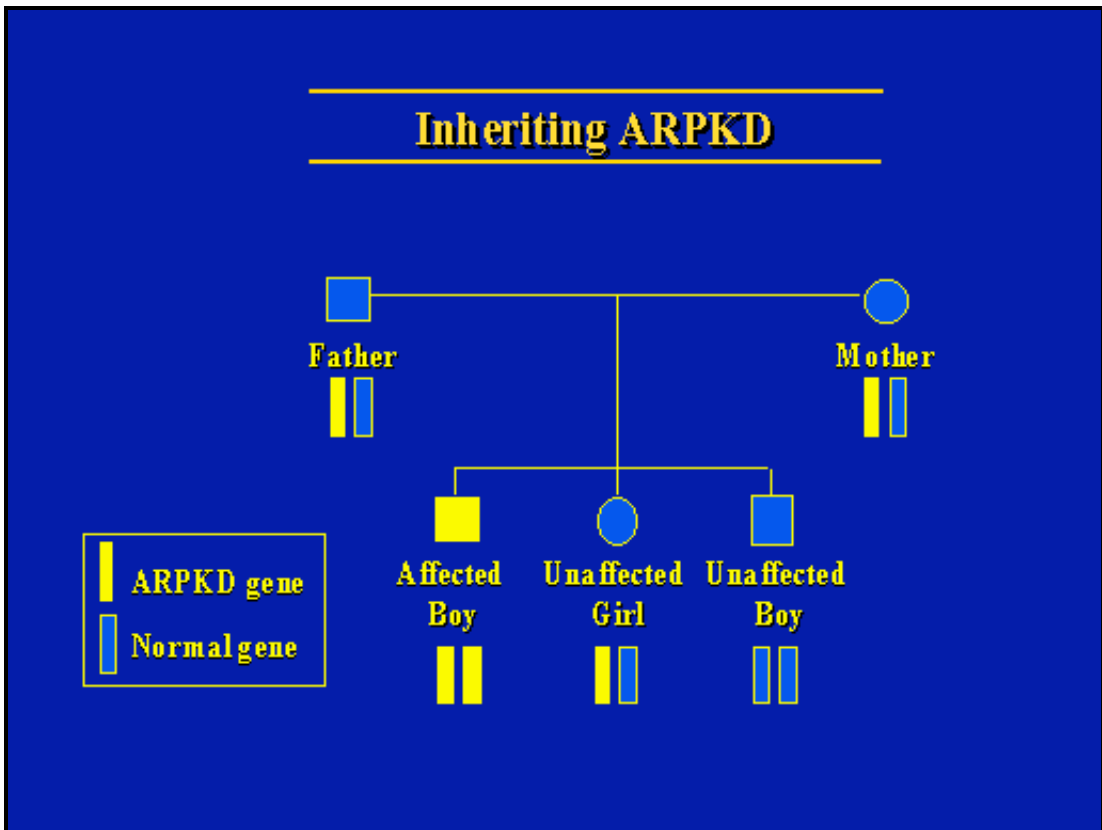 Inheriting ARPKD
Father
Mother
Affected
Boy
Unaffected
Girl
Unaffected
Boy
ARPKD gene
Normal gene